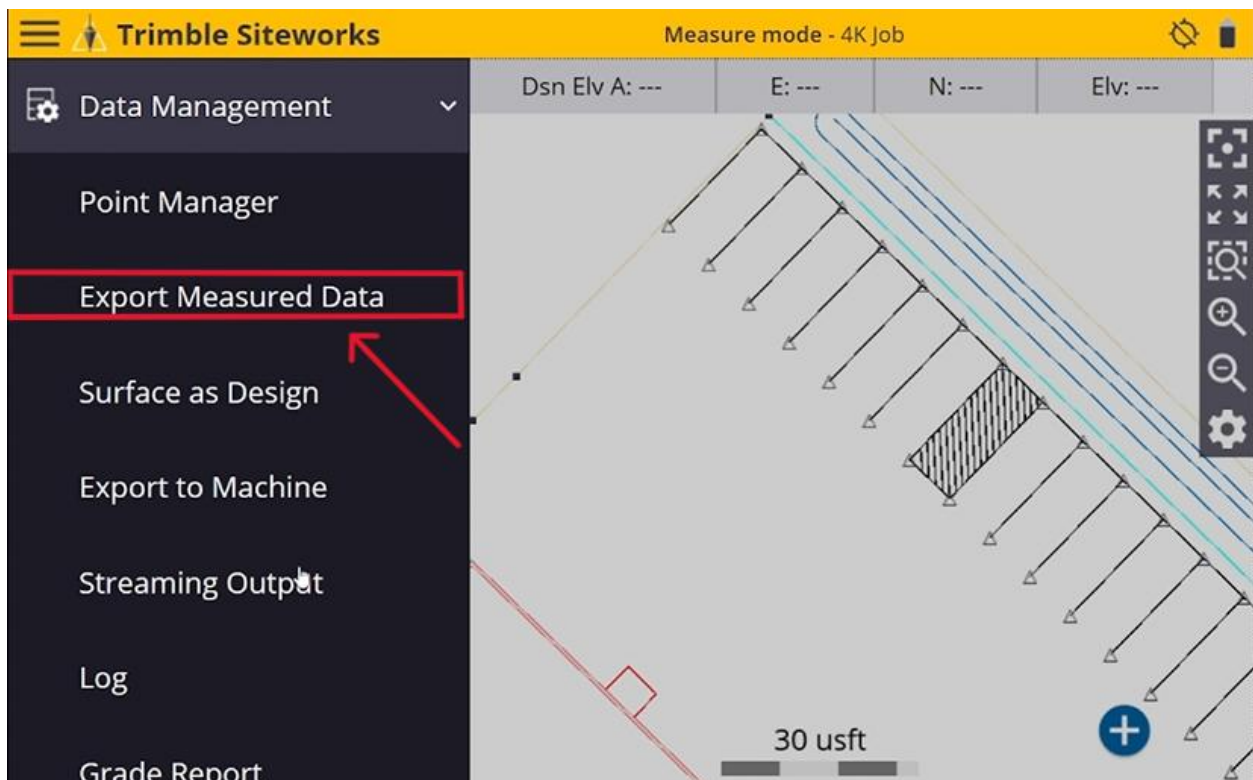 Trimble Siteworks
Measure mode - 4K Job
Data Management
Dsn Elv A: ---
E: ---
N: ---
Elv: ---
Point Manager
Export Measured Data
Surface as Design
Export to Machine
Streaming Output
Log
Grade Report
30 usft